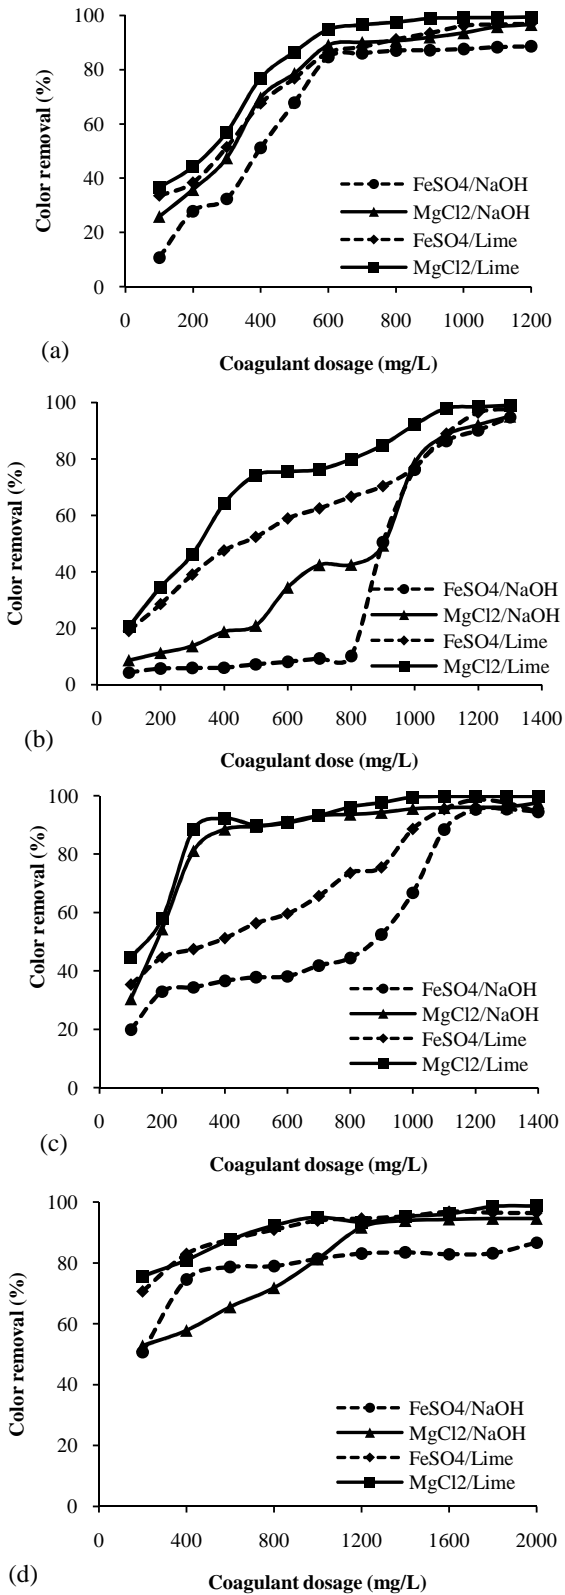 100
80
60
40
20
0
Color removal (%)
FeSO4/NaOH
MgCl2/NaOH
FeSO4/Lime
MgCl2/Lime
0 200 400 600 800 1000 1200
(a)
Coagulant dosage (mg/L)
100
80
60
40
20
0
Color removal (%)
FeSO4/NaOH
MgCl2/NaOH
FeSO4/Lime
MgCl2/Lime
0 200 400 600 800 1000 1200 1400
(b)
Coagulant dose (mg/L)
100
80
60
40
20
0
Color removal (%)
FeSO4/NaOH
MgCl2/NaOH
FeSO4/Lime
MgCl2/Lime
0 200 400 600 800 1000 1200 1400
(c)
Coagulant dosage (mg/L)
100
80
60
40
20
0
Color removal (%)
FeSO4/NaOH
MgCl2/NaOH
FeSO4/Lime
MgCl2/Lime
0 400 800 1200 1600 2000
(d)
Coagulant dosage (mg/L)